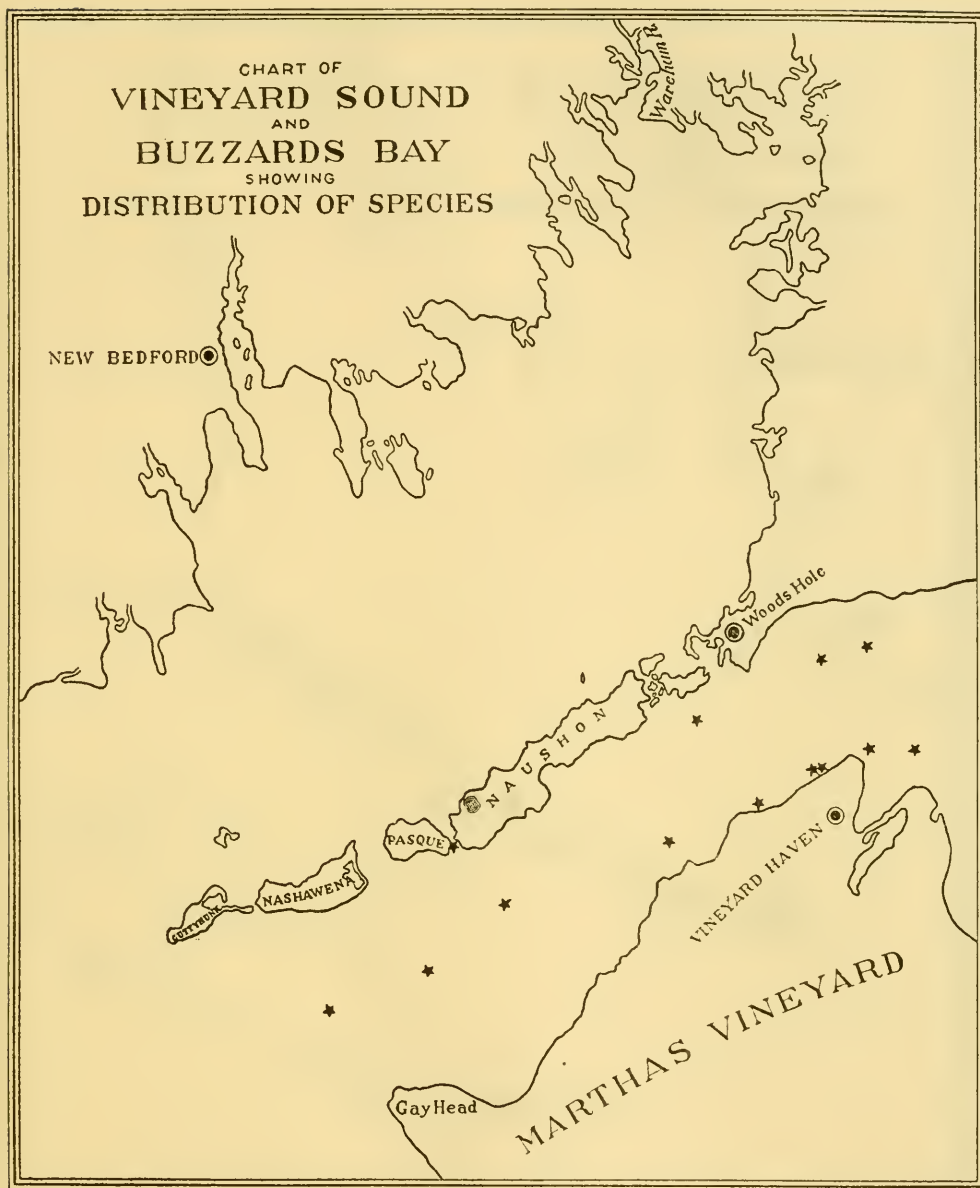 CHART OF
VINEYARD SOUND
AND
BUZZARDS BAY
SHOWING
DISTRIBUTION OF SPECIES
Wareham R.
NEW BEDFORD
Woods Hole
NAUSHON
PASQUE
NASHAWENA
CUTTYHUNK
VINEYARD HAVEN
MARTHAS VINEYARD
Gay Head